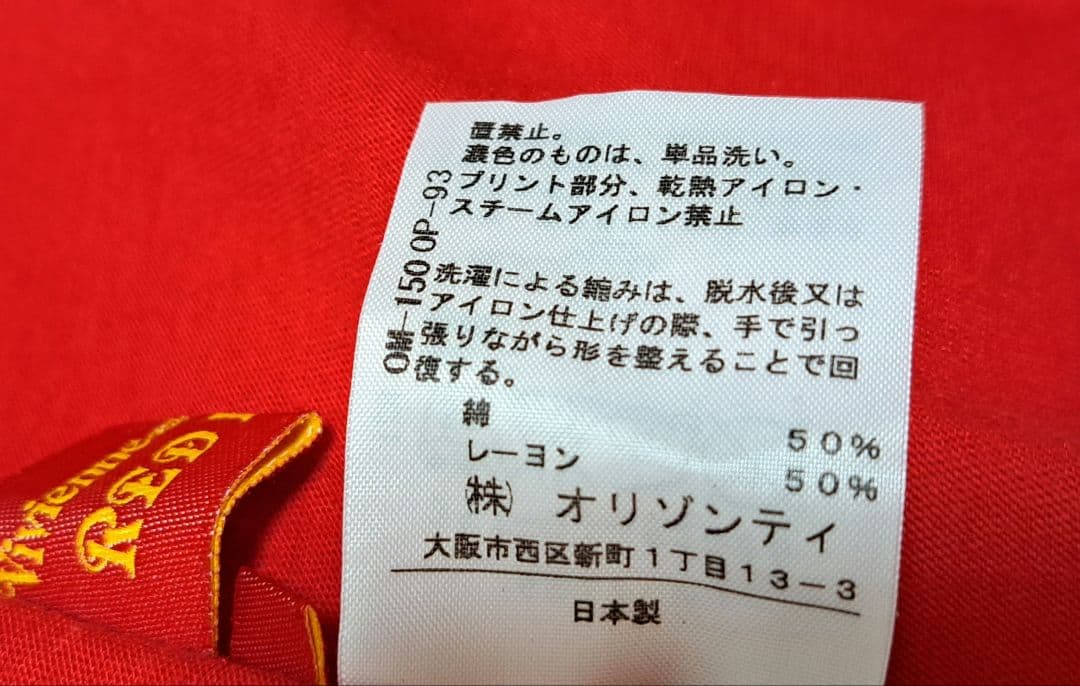 置禁止。
濃色のものは、単品洗い。
プリント部分、乾熱アイロン・
スチームアイロン禁止
洗濯による縮みは、脱水後又は
アイロン仕上げの際、手で引っ
張りながら形を整えることで回
復する。
綿 50%
レーヨン 50%
㈱ オリゾンティ
大阪市西区新町1丁目13-3
日本製
OP-93
RED